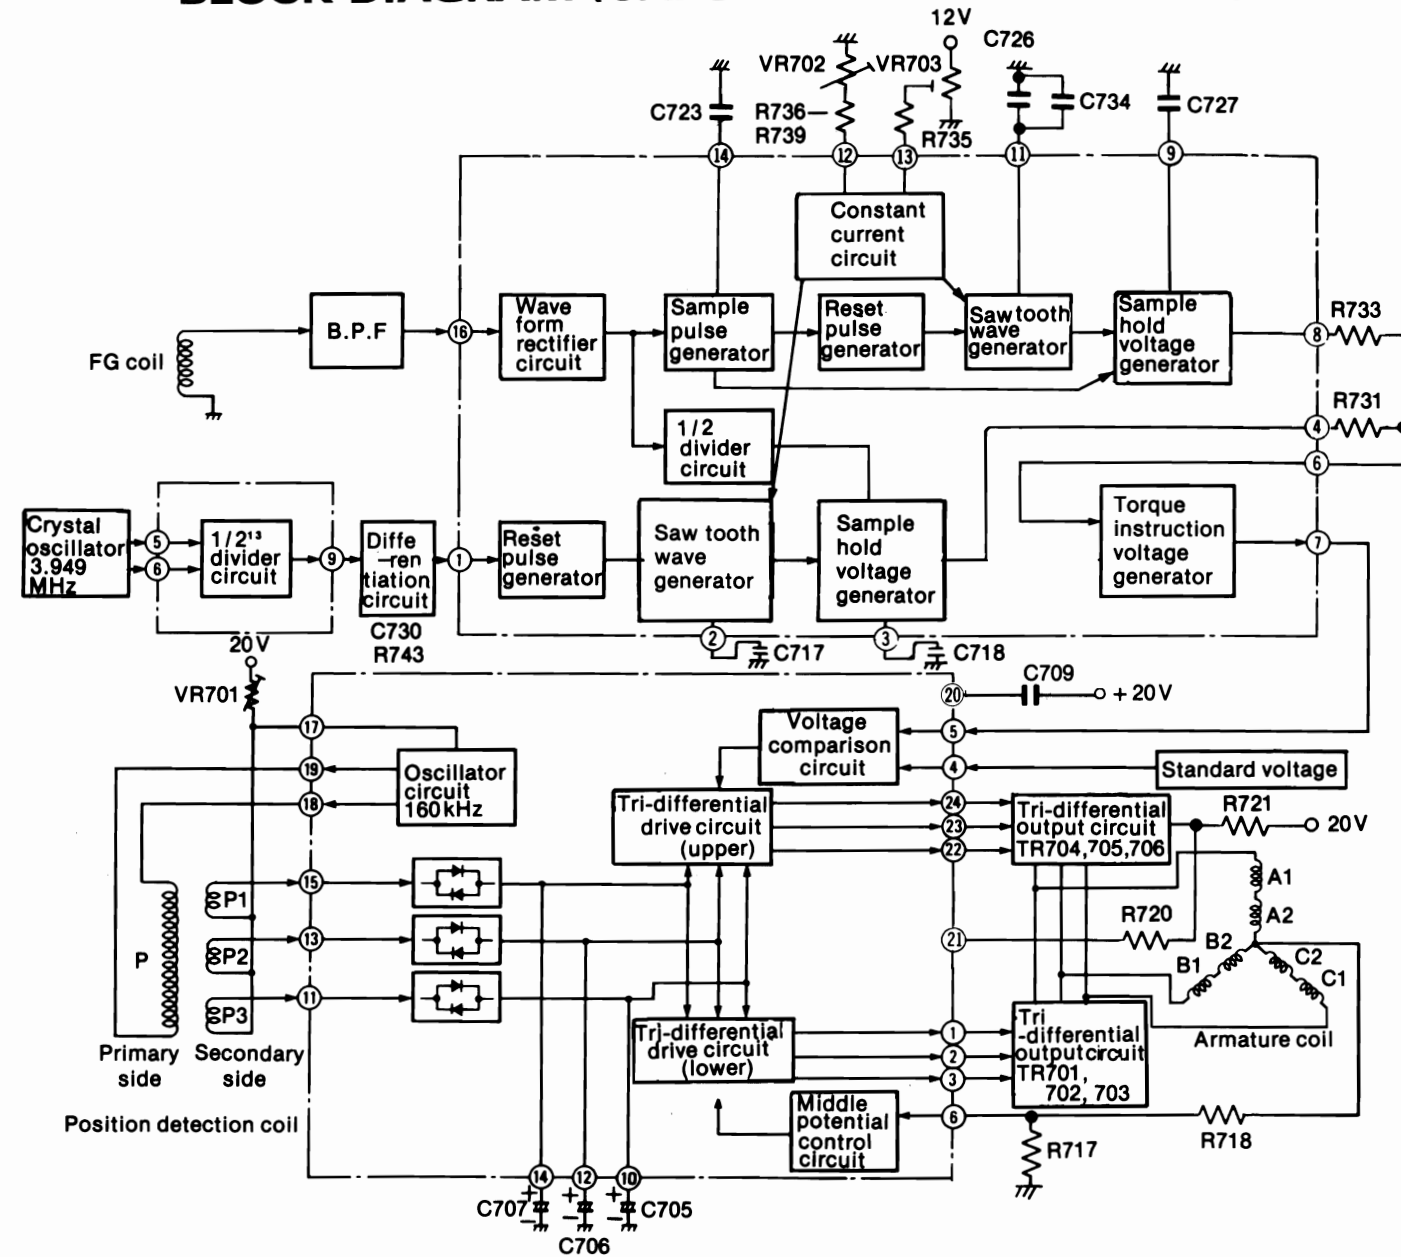 12V
C726
VR702
VR703
C723
R736
R739
R735
C734
C727
14
12
13
11
9
Constant
current
circuit
FG coil
B.P.F
16
Wave
form
rectifier
circuit
Sample
pulse
generator
Reset
pulse
generator
Saw tooth
wave
generator
Sample
hold
voltage
generator
8
R733
R731
4
6
1/2
divider
circuit
Crystal
oscillator
3.949
MHz
5
6
1/2¹³
divider
circuit
9
Diffe
-ren
tiation
circuit
C730
R743
1
Reset
pulse
generator
Saw tooth
wave
generator
Sample
hold
voltage
generator
Torque
instruction
voltage
generator
7
2
C717
3
C718
20V
VR701
17
19
18
Oscillator
circuit
160kHz
Voltage
comparison
circuit
20
C709
+20V
5
4
Standard voltage
Tri-differential
drive circuit
(upper)
24
23
22
Tri-differential
output circuit
TR704,705,706
R721
20V
A1
A2
B2
B1
C2
C1
Armature coil
R720
21
15
13
11
P
P1
P2
P3
Primary
side
Secondary
side
Position detection coil
Tri-differential
drive circuit
(lower)
1
2
3
Tri
-differential
output circuit
TR701,
702, 703
Middle
potential
control
circuit
6
R717
R718
14
12
10
C707
+
−
+
−
C706
+
−
C705